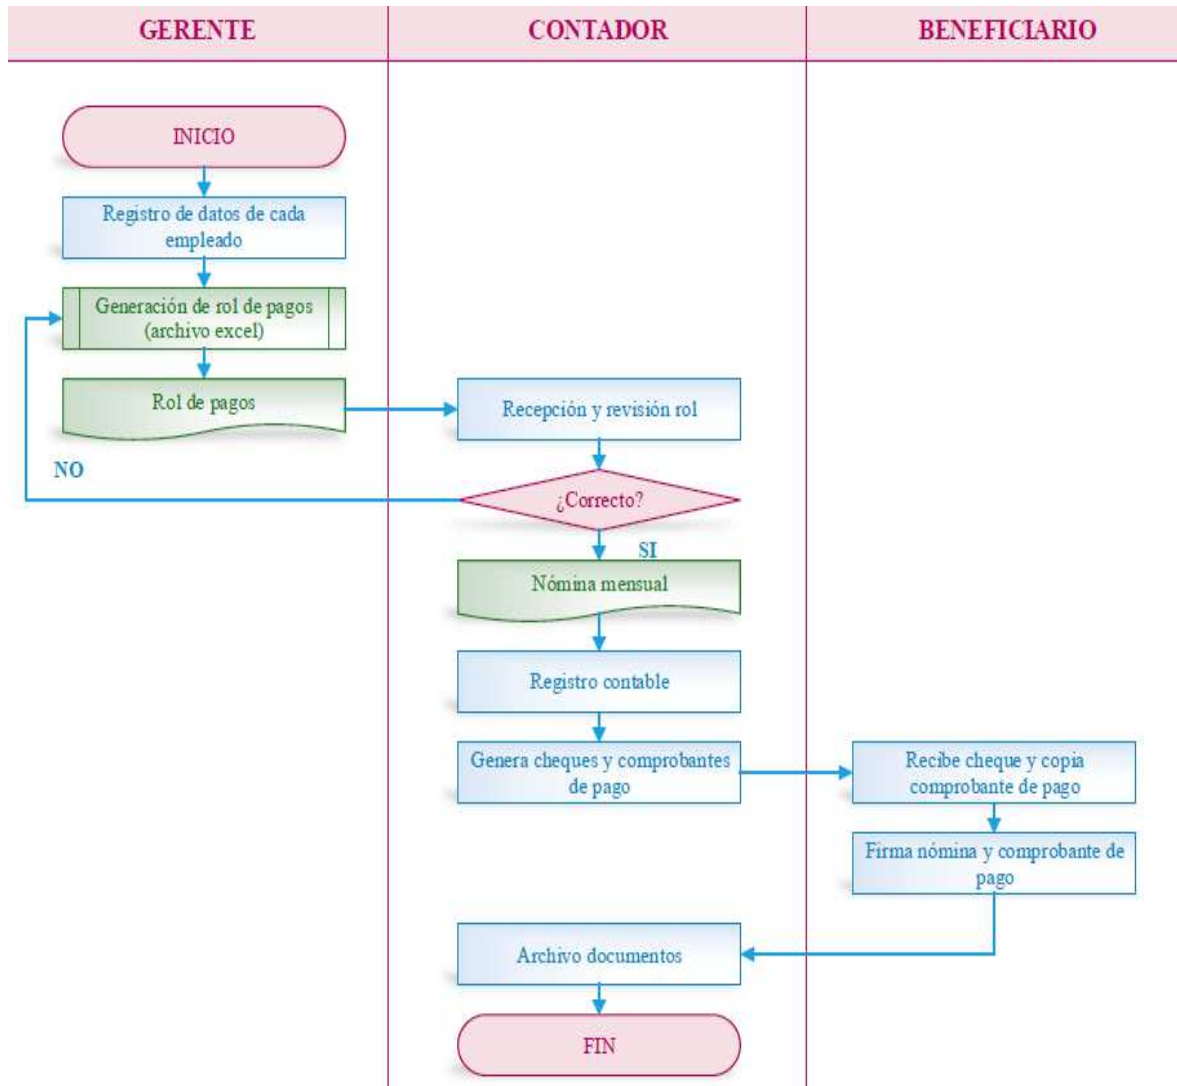 GERENTE
CONTADOR
BENEFICIARIO
INICIO
Registro de datos de cada
empleado
Generación de rol de pagos
(archivo excel)
Rol de pagos
Recepción y revisión rol
NO
¿Correcto?
SI
Nómina mensual
Registro contable
Genera cheques y comprobantes
de pago
Recibe cheque y copia
comprobante de pago
Firma nómina y comprobante de
pago
Archivo documentos
FIN